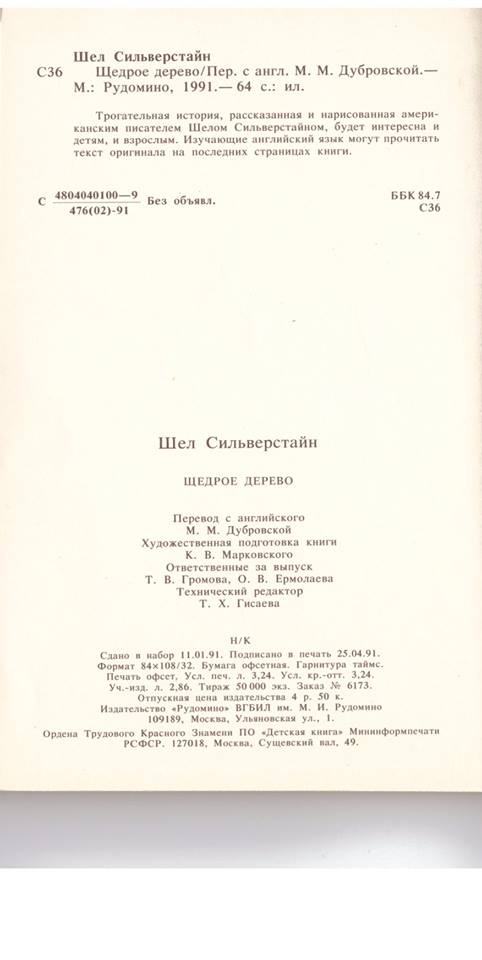 Шел Сильверстайн
С36 Щедрое дерево/Пер. с англ. М. М. Дубровской.—
М.: Рудомино, 1991.— 64 с.: ил.
Трогательная история, рассказанная и нарисованная амери-
канским писателем Шелом Сильверстайном, будет интересна и
детям, и взрослым. Изучающие английский язык могут прочитать
текст оригинала на последних страницах книги.
С 4804040100—9
476(02)-91 Без объявл.
ББК 84.7
С36
Шел Сильверстайн
ЩЕДРОЕ ДЕРЕВО
Перевод с английского
М. М. Дубровской
Художественная подготовка книги
К. В. Марковского
Ответственные за выпуск
Т. В. Громова, О. В. Ермолаева
Технический редактор
Т. Х. Гисаева
Н/К
Сдано в набор 11.01.91. Подписано в печать 25.04.91.
Формат 84×108/32. Бумага офсетная. Гарнитура таймс.
Печать офсет, Усл. печ. л. 3,24. Усл. кр.-отт. 3,24.
Уч.-изд. л. 2,86. Тираж 50 000 экз. Заказ № 6173.
Отпускная цена издательства 4 р. 50 к.
Издательство «Рудомино» ВГБИЛ им. М. И. Рудомино
109189, Москва, Ульяновская ул., 1.
Ордена Трудового Красного Знамени ПО «Детская книга» Мининформпечати
РСФСР. 127018, Москва, Сущевский вал, 49.